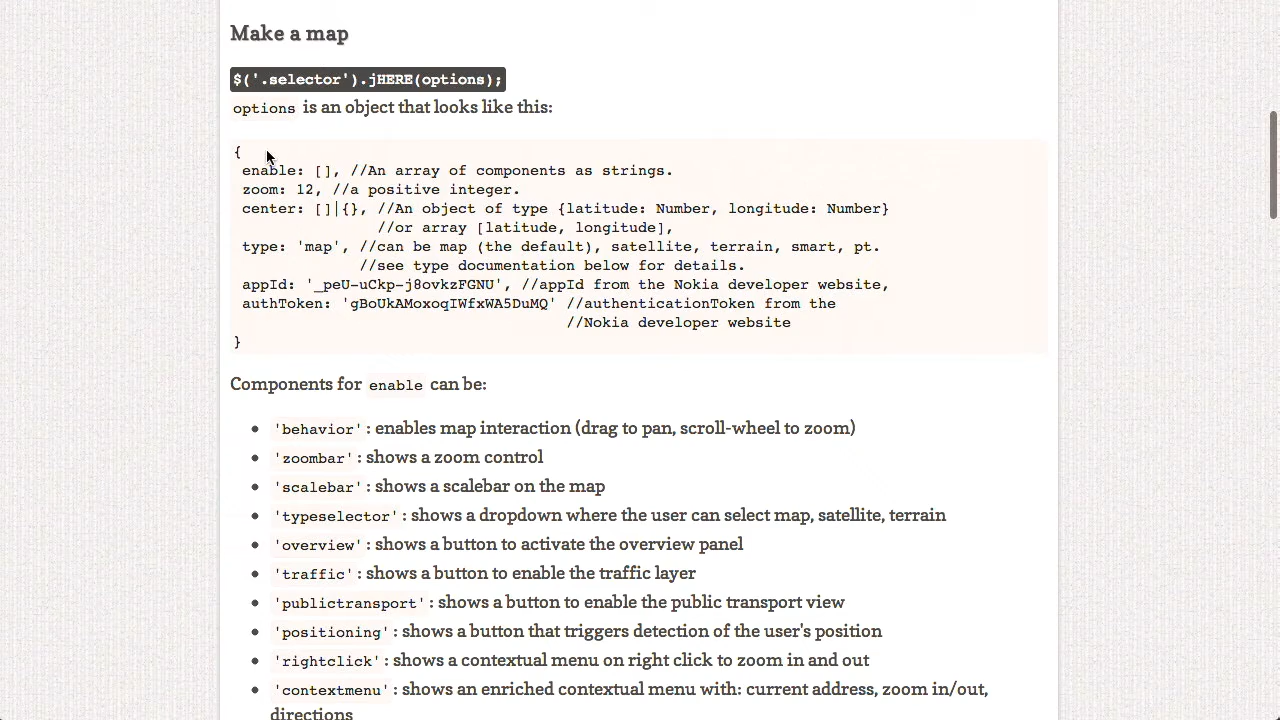 Make a map
$('.selector').jHERE(options);
options is an object that looks like this:
{
enable: [], //An array of components as strings.
zoom: 12, //a positive integer.
center: []|{}, //An object of type {latitude: Number, longitude: Number}
//or array [latitude, longitude],
type: 'map', //can be map (the default), satellite, terrain, smart, pt.
//see type documentation below for details.
appId: '_peU-uCkp-j8ovkzFGNU', //appId from the Nokia developer website,
authToken: 'gBoUkAMoxoqIWfxWA5DuMQ' //authenticationToken from the
//Nokia developer website
}
Components for enable can be:
'behavior' : enables map interaction (drag to pan, scroll-wheel to zoom)
'zoombar' : shows a zoom control
'scalebar' : shows a scalebar on the map
'typeselector' : shows a dropdown where the user can select map, satellite, terrain
'overview' : shows a button to activate the overview panel
'traffic' : shows a button to enable the traffic layer
'publictransport' : shows a button to enable the public transport view
'positioning' : shows a button that triggers detection of the user's position
'rightclick' : shows a contextual menu on right click to zoom in and out
'contextmenu' : shows an enriched contextual menu with: current address, zoom in/out,
directions